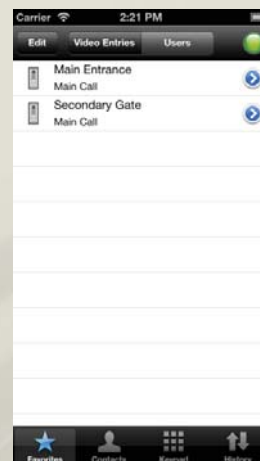 Carrier 2:21 PM
Edit Video Entries Users
Main Entrance
Main Call
Secondary Gate
Main Call
Favorites Contacts Keypad History